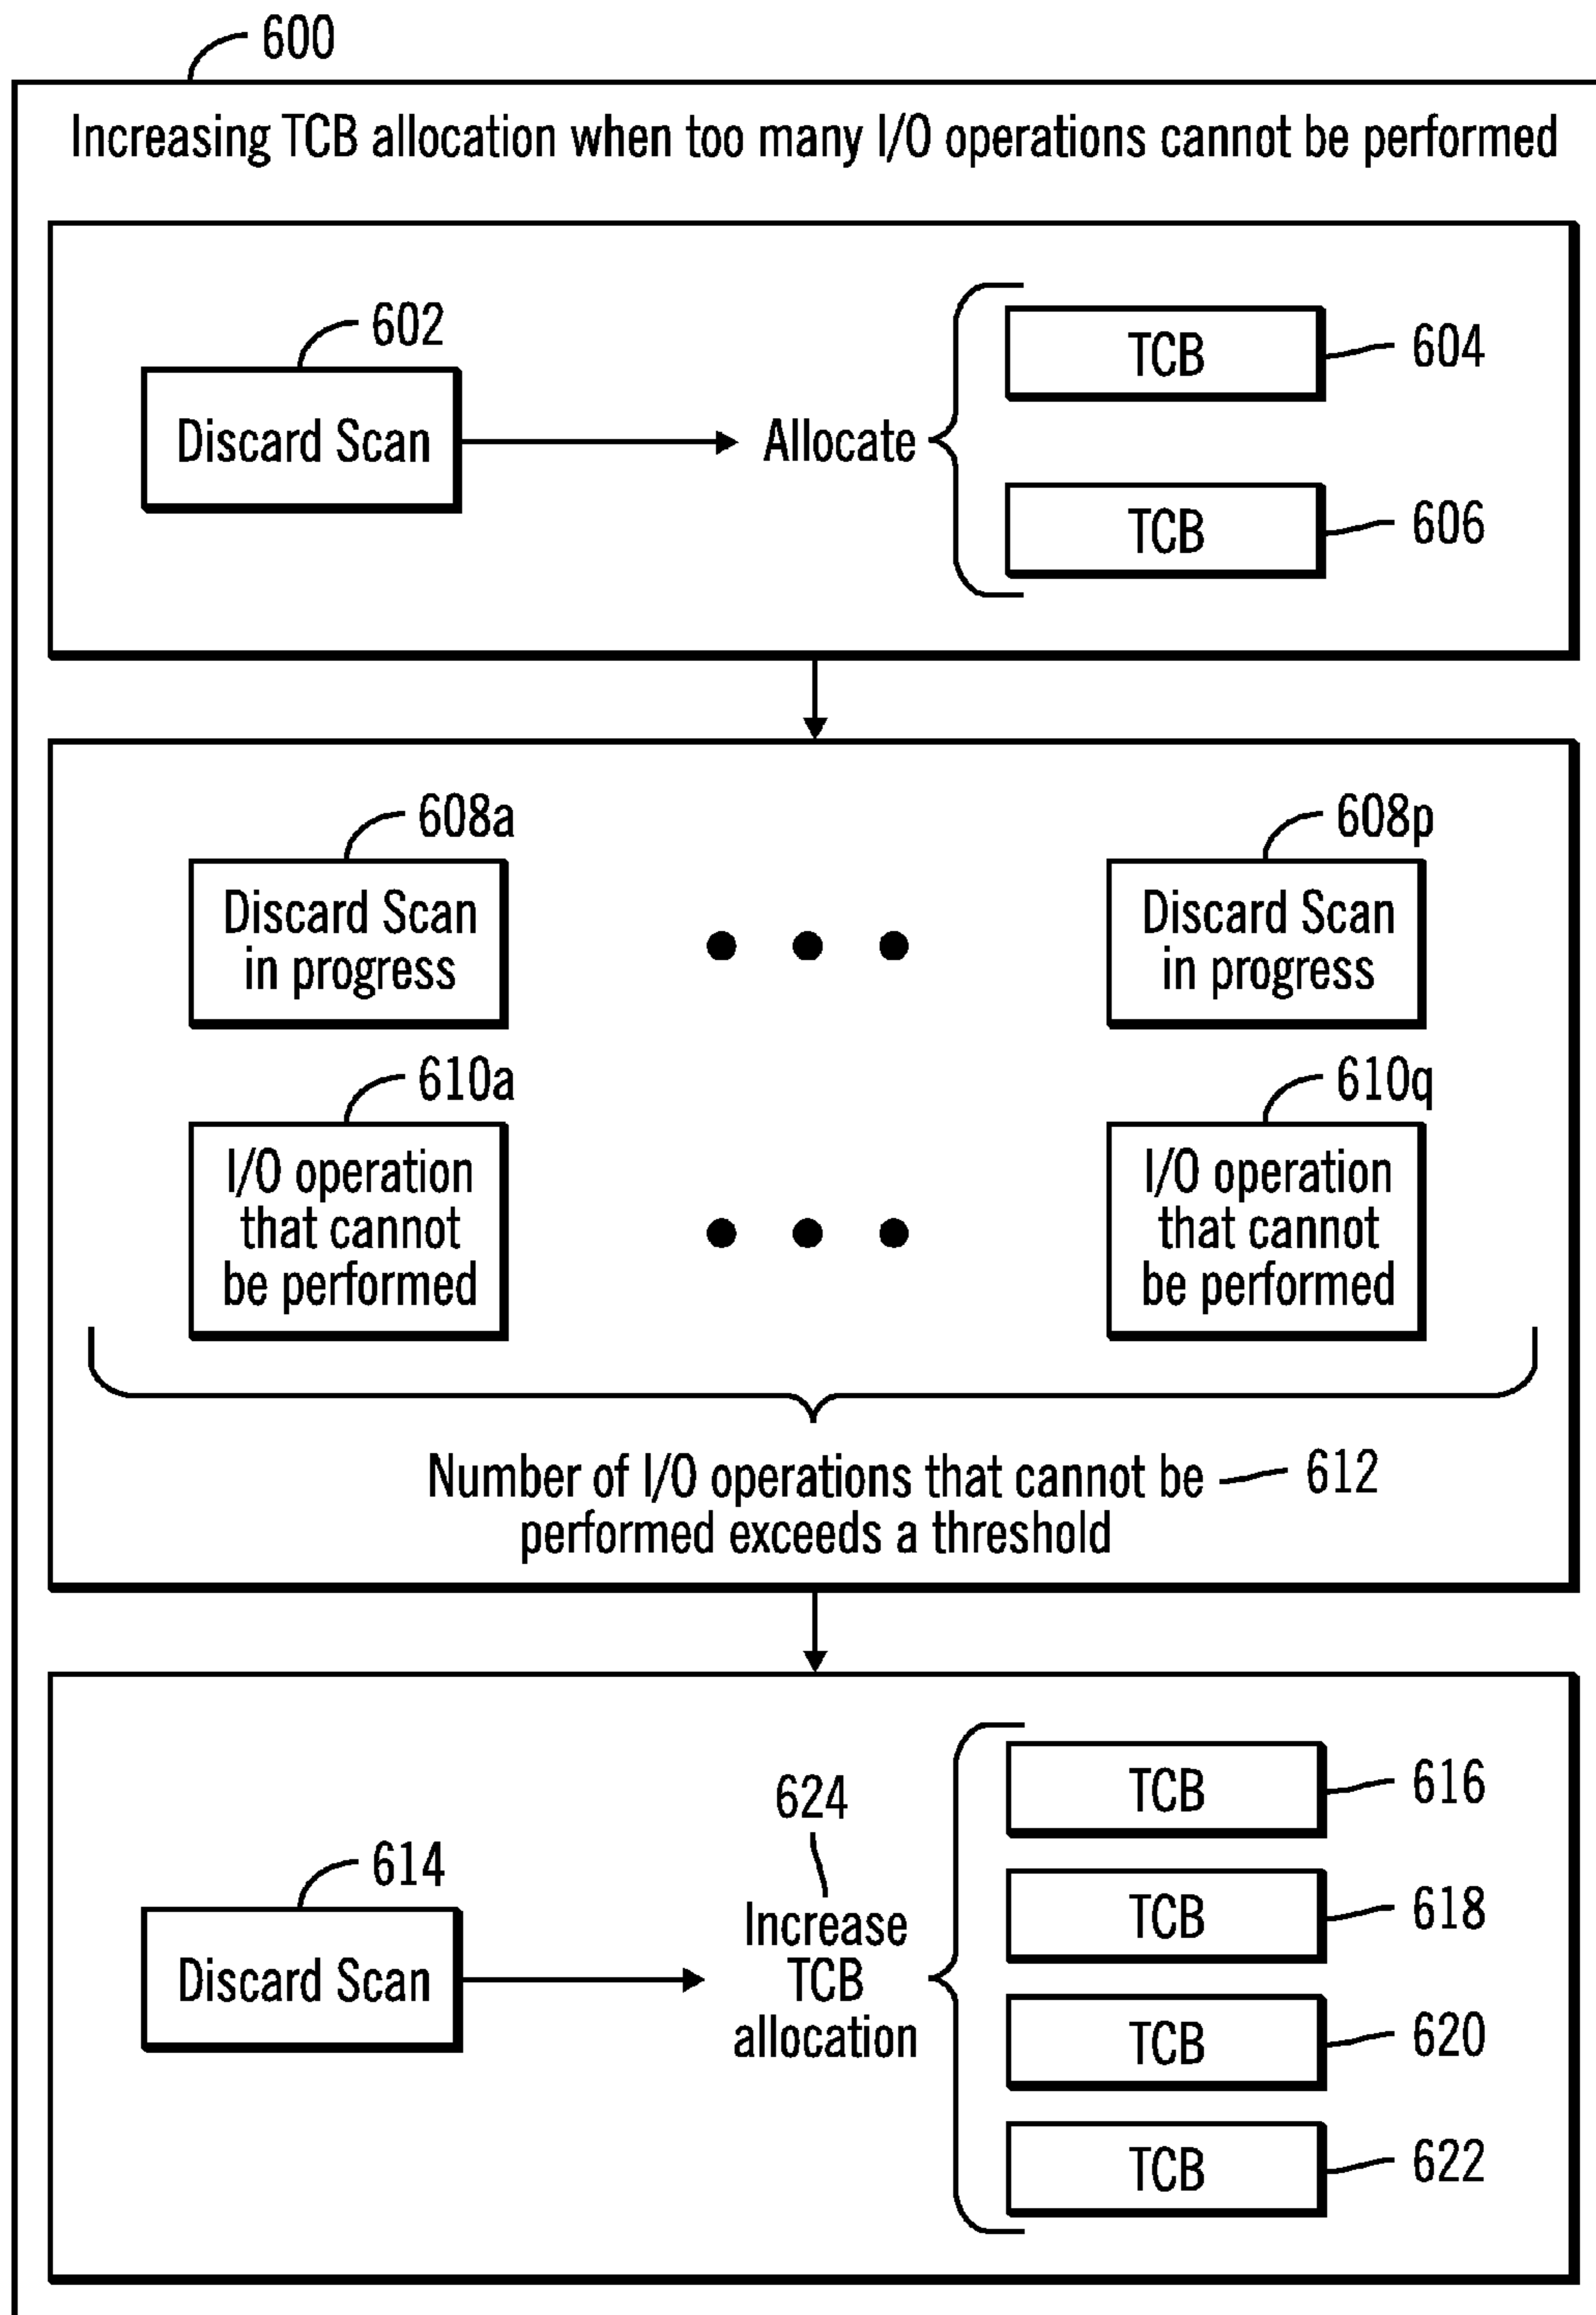 600
Increasing TCB allocation when too many I/O operations cannot be performed
602
Discard Scan
Allocate
TCB
604
TCB
606
608a
Discard Scan
in progress
608p
Discard Scan
in progress
610a
I/O operation
that cannot
be performed
610q
I/O operation
that cannot
be performed
Number of I/O operations that cannot be
performed exceeds a threshold
612
614
Discard Scan
624
Increase
TCB
allocation
TCB
616
TCB
618
TCB
620
TCB
622